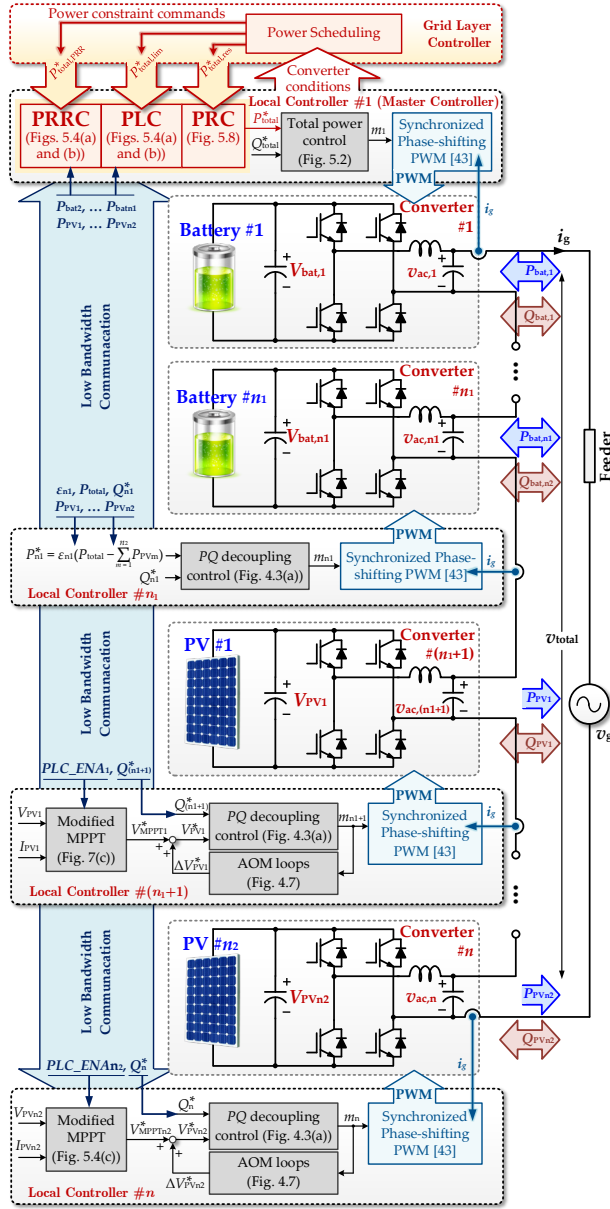 Power constraint commands
Grid Layer
Controller
Power Scheduling
P*total,PRR
P*total,lim
P*total,res
Converter
conditions
Local Controller #1 (Master Controller)
PRRC
(Figs. 5.4(a)
and (b))
PLC
(Figs. 5.4(a)
and (b))
PRC
(Fig. 5.8)
P*total
Q*total
Total power
control
(Fig. 5.2)
m1
Synchronized
Phase-shifting
PWM [43]
PWM
Pbat2, ... Pbatn1
PPV1, ... PPVn2
Low Bandwidth
Communacation
Battery #1
Vbat,1
+
−
Converter
#1
vac,1
+
−
ig
ig
Pbat,1
Qbat,1
Battery #n1
Vbat,n1
+
−
Converter
#n1
vac,n1
+
−
Pbat,n1
Qbat,n2
Feeder
εn1, Ptotal, Q*n1
PPV1, ... PPVn2
P*n1 = εn1(Ptotal − ∑ n2 m=1 PPVm)
Q*n1
PQ decoupling
control (Fig. 4.3(a))
mn1
Synchronized Phase-
shifting PWM [43]
PWM
ig
Local Controller #n1
Low Bandwidth
Communacation
PV #1
VPV1
+
−
Converter
#(n1+1)
vac,(n1+1)
+
−
PPV1
QPV1
vtotal
vg
PLC_ENA1, Q*(n1+1)
VPV1
IPV1
Modified
MPPT
(Fig. 7(c))
V*MPPT1
+
+
V*PV1
ΔV*PV1
Q*(n1+1)
PQ decoupling
control (Fig. 4.3(a))
AOM loops
(Fig. 4.7)
mn1+1
Synchronized
Phase-shifting
PWM [43]
PWM
ig
Local Controller #(n1+1)
Low Bandwidth
Communacation
PV #n2
VPVn2
+
−
Converter
#n
vac,n
+
−
PPVn2
QPVn2
PLC_ENAn2, Q*n
VPVn2
IPVn2
Modified
MPPT
(Fig. 5.4(c))
V*MPPTn2
+
+
V*PVn2
ΔV*PVn2
Q*n
PQ decoupling
control (Fig. 4.3(a))
AOM loops
(Fig. 4.7)
mn
Synchronized
Phase-shifting
PWM [43]
PWM
ig
Local Controller #n